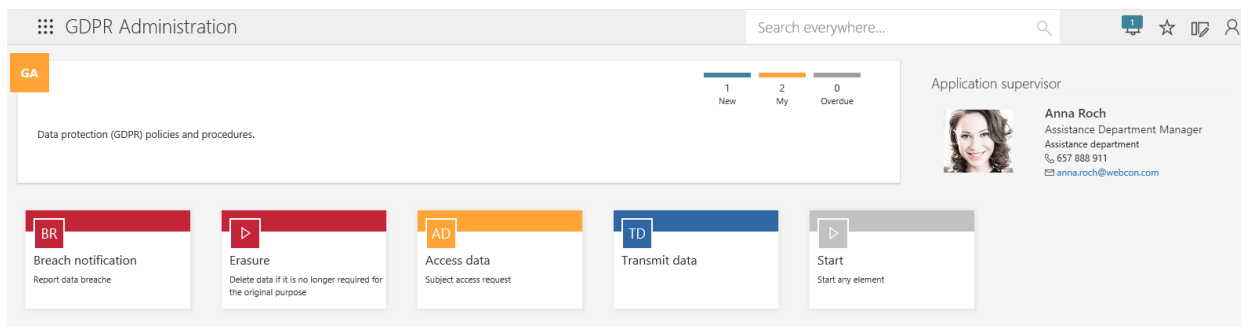 GDPR Administration
Search everywhere...
1
GA
1
2
0
New
My
Overdue
Data protection (GDPR) policies and procedures.
Application supervisor
Anna Roch
Assistance Department Manager
Assistance department
657 888 911
anna.roch@webcon.com
BR
Breach notification
Report data breache
Erasure
Delete data if it is no longer required for
the original purpose
AD
Access data
Subject access request
TD
Transmit data
Start
Start any element